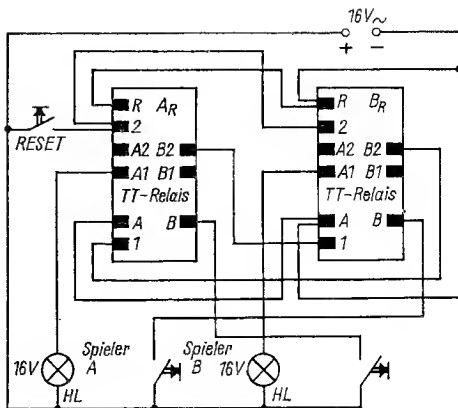 16V~
+ −
R A_R
2
A2 B2
A1 B1
TT-Relais
A B
1
R B_R
2
A2 B2
A1 B1
TT-Relais
A B
1
RESET
16V
Spieler
A
HL
Spieler
B
16V
HL